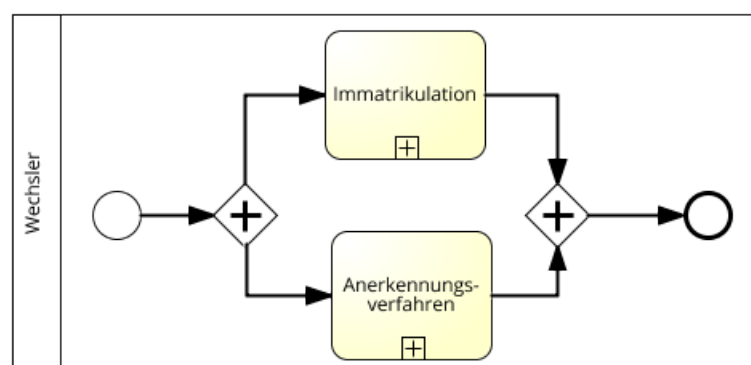 Wechsler
Immatrikulation
Anerkennungs-
verfahren